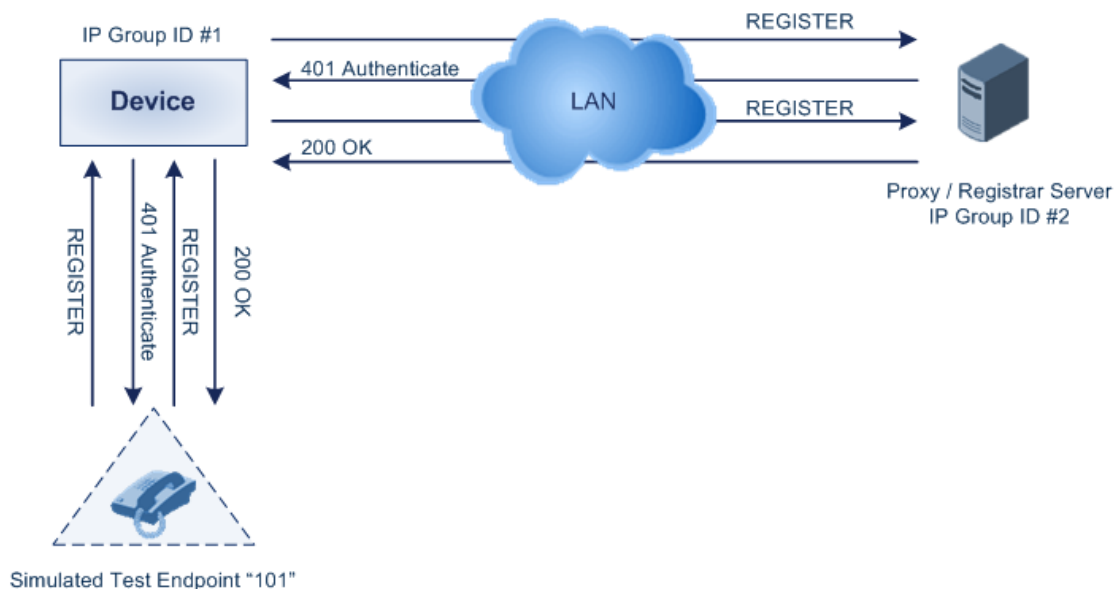 IP Group ID #1
REGISTER
Device
401 Authenticate
LAN
REGISTER
200 OK
Proxy / Registrar Server
IP Group ID #2
REGISTER
401 Authenticate
REGISTER
200 OK
Simulated Test Endpoint “101”